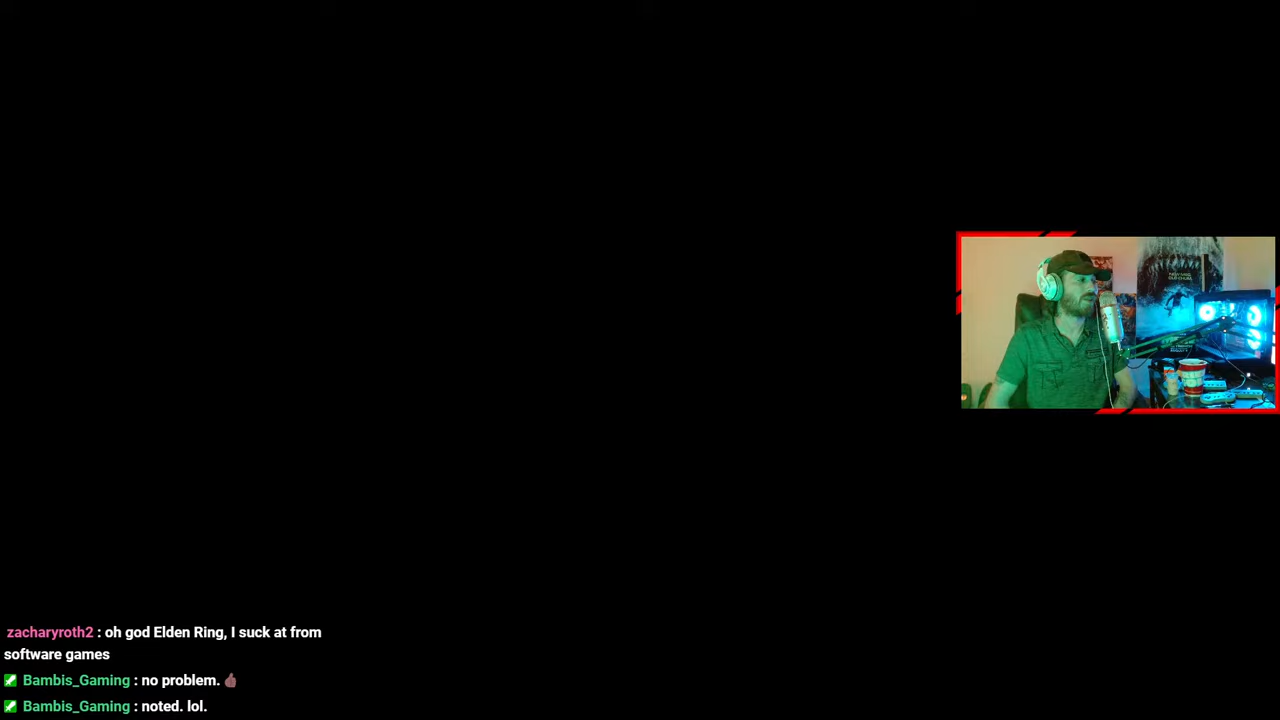 zacharyroth2 : oh god Elden Ring, I suck at from
software games
Bambis_Gaming : no problem. 👍🏾
Bambis_Gaming : noted. lol.